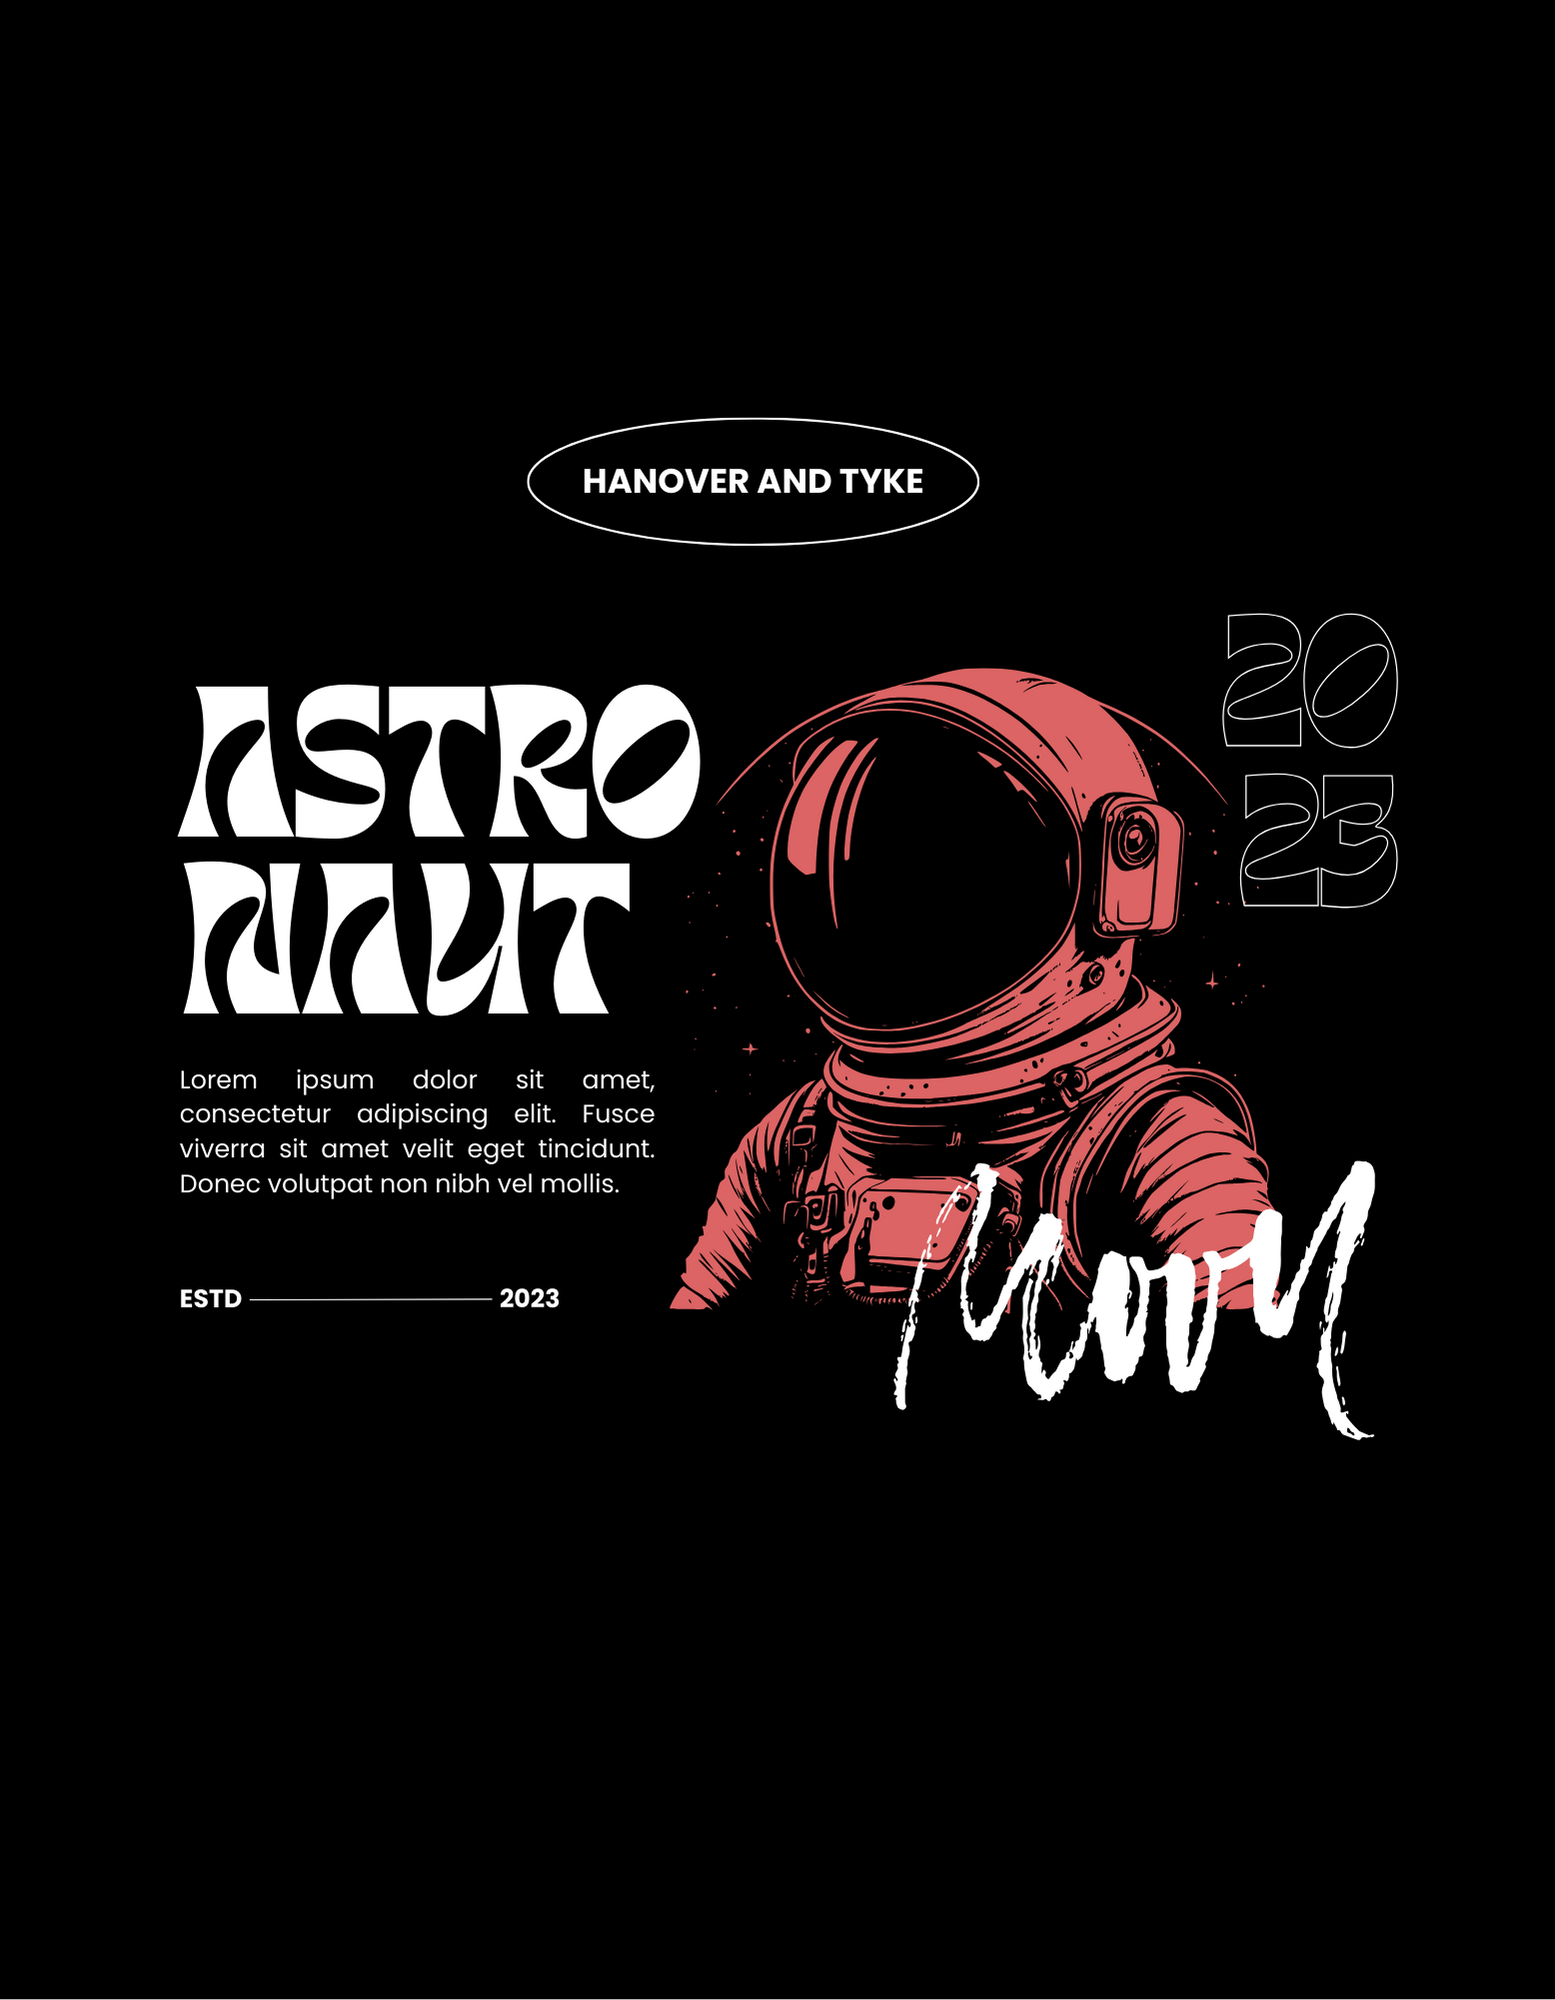 HANOVER AND TYKE
20
23
ASTRO
NAUT
Lorem ipsum dolor sit amet,
consectetur adipiscing elit. Fusce
viverra sit amet velit eget tincidunt.
Donec volutpat non nibh vel mollis.
ESTD 2023
Moon